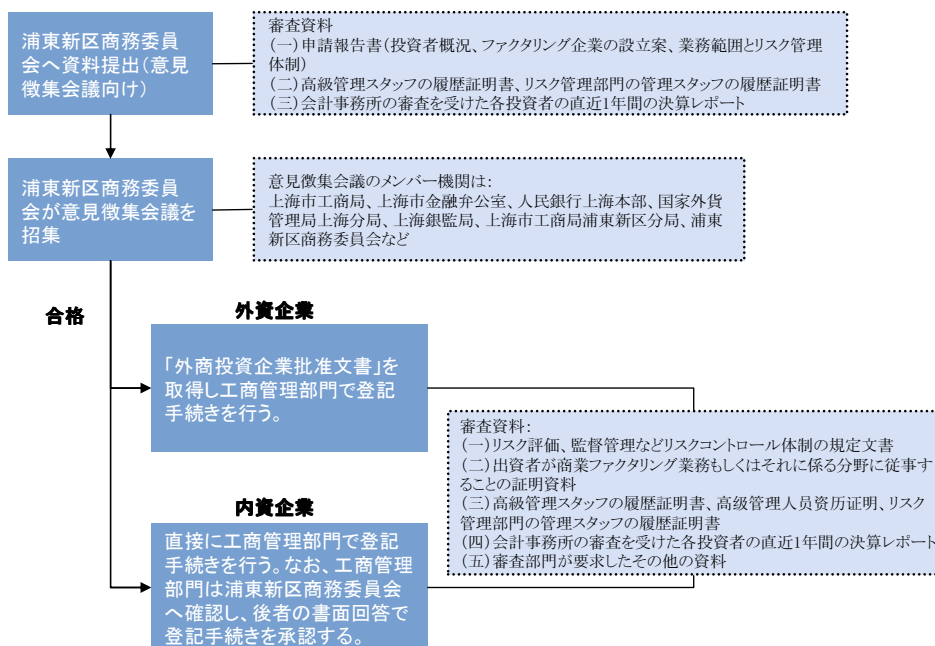 浦東新区商務委員
会へ資料提出(意見
徴集会議向け)
審査資料
(一)申請報告書(投資者概況、ファクタリング企業の設立案、業務範囲とリスク管理
体制)
(二)高級管理スタッフの履歴証明書、リスク管理部門の管理スタッフの履歴証明書
(三)会計事務所の審査を受けた各投資者の直近1年間の決算レポート
浦東新区商務委員
会が意見徴集会議を
招集
意見徴集会議のメンバー機関は:
上海市工商局、上海市金融弁公室、人民銀行上海本部、国家外貨
管理局上海分局、上海銀監局、上海市工商局浦東新区分局、浦東
新区商務委員会など
合格
外資企業
「外商投資企業批准文書」を
取得し工商管理部門で登記
手続きを行う。
審査資料:
(一)リスク評価、監督管理などリスクコントロール体制の規定文書
(二)出資者が商業ファクタリング業務もしくはそれに係る分野に従事す
ることの証明資料
(三)高級管理スタッフの履歴証明書、高级管理人员资历证明、リスク
管理部門の管理スタッフの履歴証明書
(四)会計事務所の審査を受けた各投資者の直近1年間の決算レポート
(五)審査部門が要求したその他の資料
内資企業
直接に工商管理部門で登記
手続きを行う。なお、工商管理
部門は浦東新区商務委員会
へ確認し、後者の書面回答で
登記手続きを承認する。